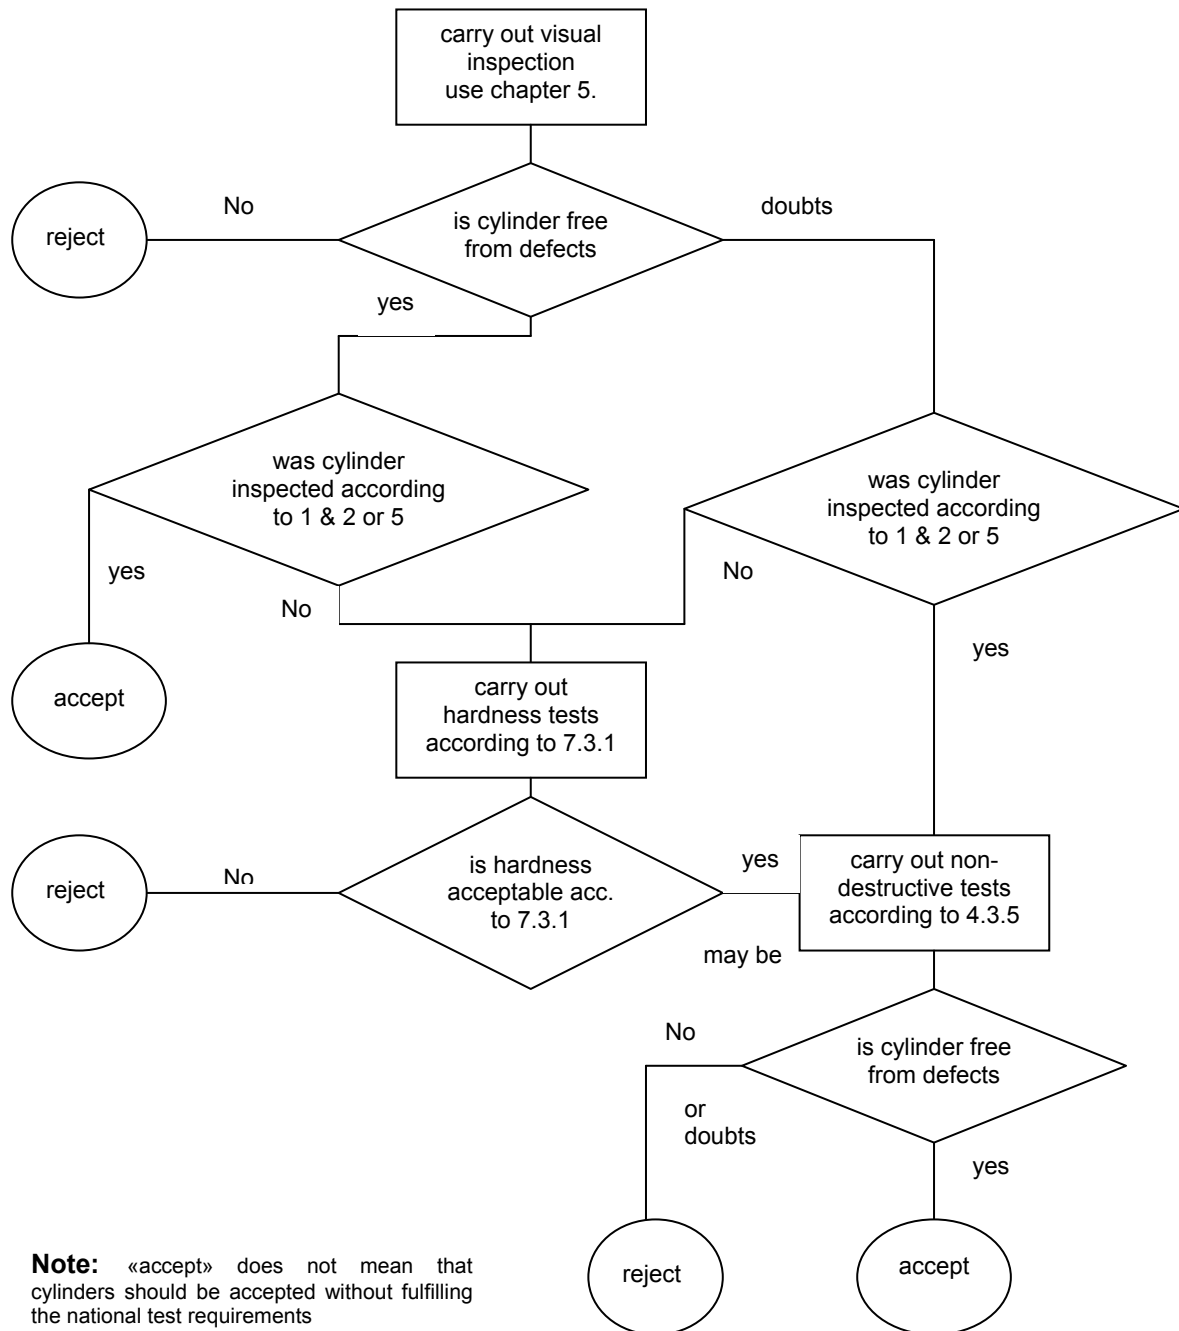 carry out visual
inspection
use chapter 5.
No
doubts
reject
is cylinder free
from defects
yes
was cylinder
inspected according
to 1 & 2 or 5
was cylinder
inspected according
to 1 & 2 or 5
yes
No
No
yes
accept
carry out
hardness tests
according to 7.3.1
reject
No
is hardness
acceptable acc.
to 7.3.1
yes
may be
carry out non-
destructive tests
according to 4.3.5
No
is cylinder free
from defects
or
doubts
yes
reject
accept
Note: «accept» does not mean that
cylinders should be accepted without fulfilling
the national test requirements